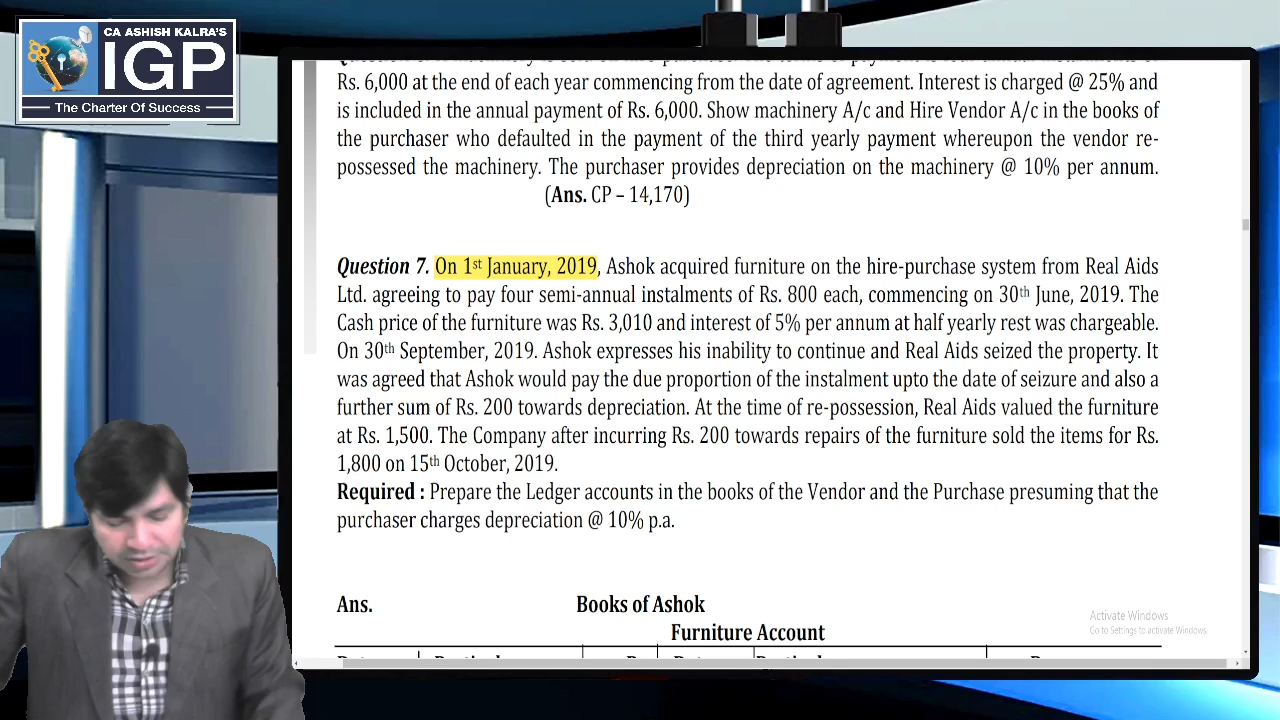 CA ASHISH KALRA'S
IGP
The Charter Of Success
Rs. 6,000 at the end of each year commencing from the date of agreement. Interest is charged @ 25% and
is included in the annual payment of Rs. 6,000. Show machinery A/c and Hire Vendor A/c in the books of
the purchaser who defaulted in the payment of the third yearly payment whereupon the vendor re-
possessed the machinery. The purchaser provides depreciation on the machinery @ 10% per annum.
(Ans. CP – 14,170)
Question 7. On 1st January, 2019, Ashok acquired furniture on the hire-purchase system from Real Aids
Ltd. agreeing to pay four semi-annual instalments of Rs. 800 each, commencing on 30th June, 2019. The
Cash price of the furniture was Rs. 3,010 and interest of 5% per annum at half yearly rest was chargeable.
On 30th September, 2019. Ashok expresses his inability to continue and Real Aids seized the property. It
was agreed that Ashok would pay the due proportion of the instalment upto the date of seizure and also a
further sum of Rs. 200 towards depreciation. At the time of re-possession, Real Aids valued the furniture
at Rs. 1,500. The Company after incurring Rs. 200 towards repairs of the furniture sold the items for Rs.
1,800 on 15th October, 2019.
Required : Prepare the Ledger accounts in the books of the Vendor and the Purchase presuming that the
purchaser charges depreciation @ 10% p.a.
Ans. Books of Ashok
Furniture Account
Activate Windows
Go to Settings to activate Windows.